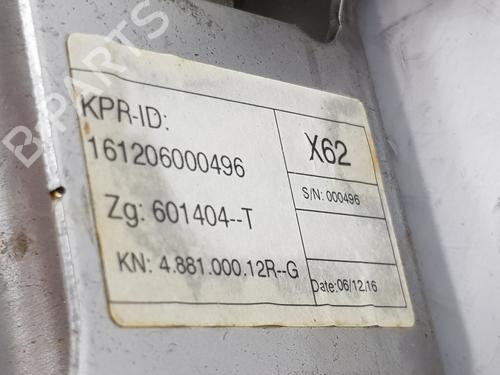 B-PARTS
KPR-ID:
161206000496
Zg: 601404--T
KN: 4.881.000.12R--G
X62
S/N: 000496
Date: 06/12/16